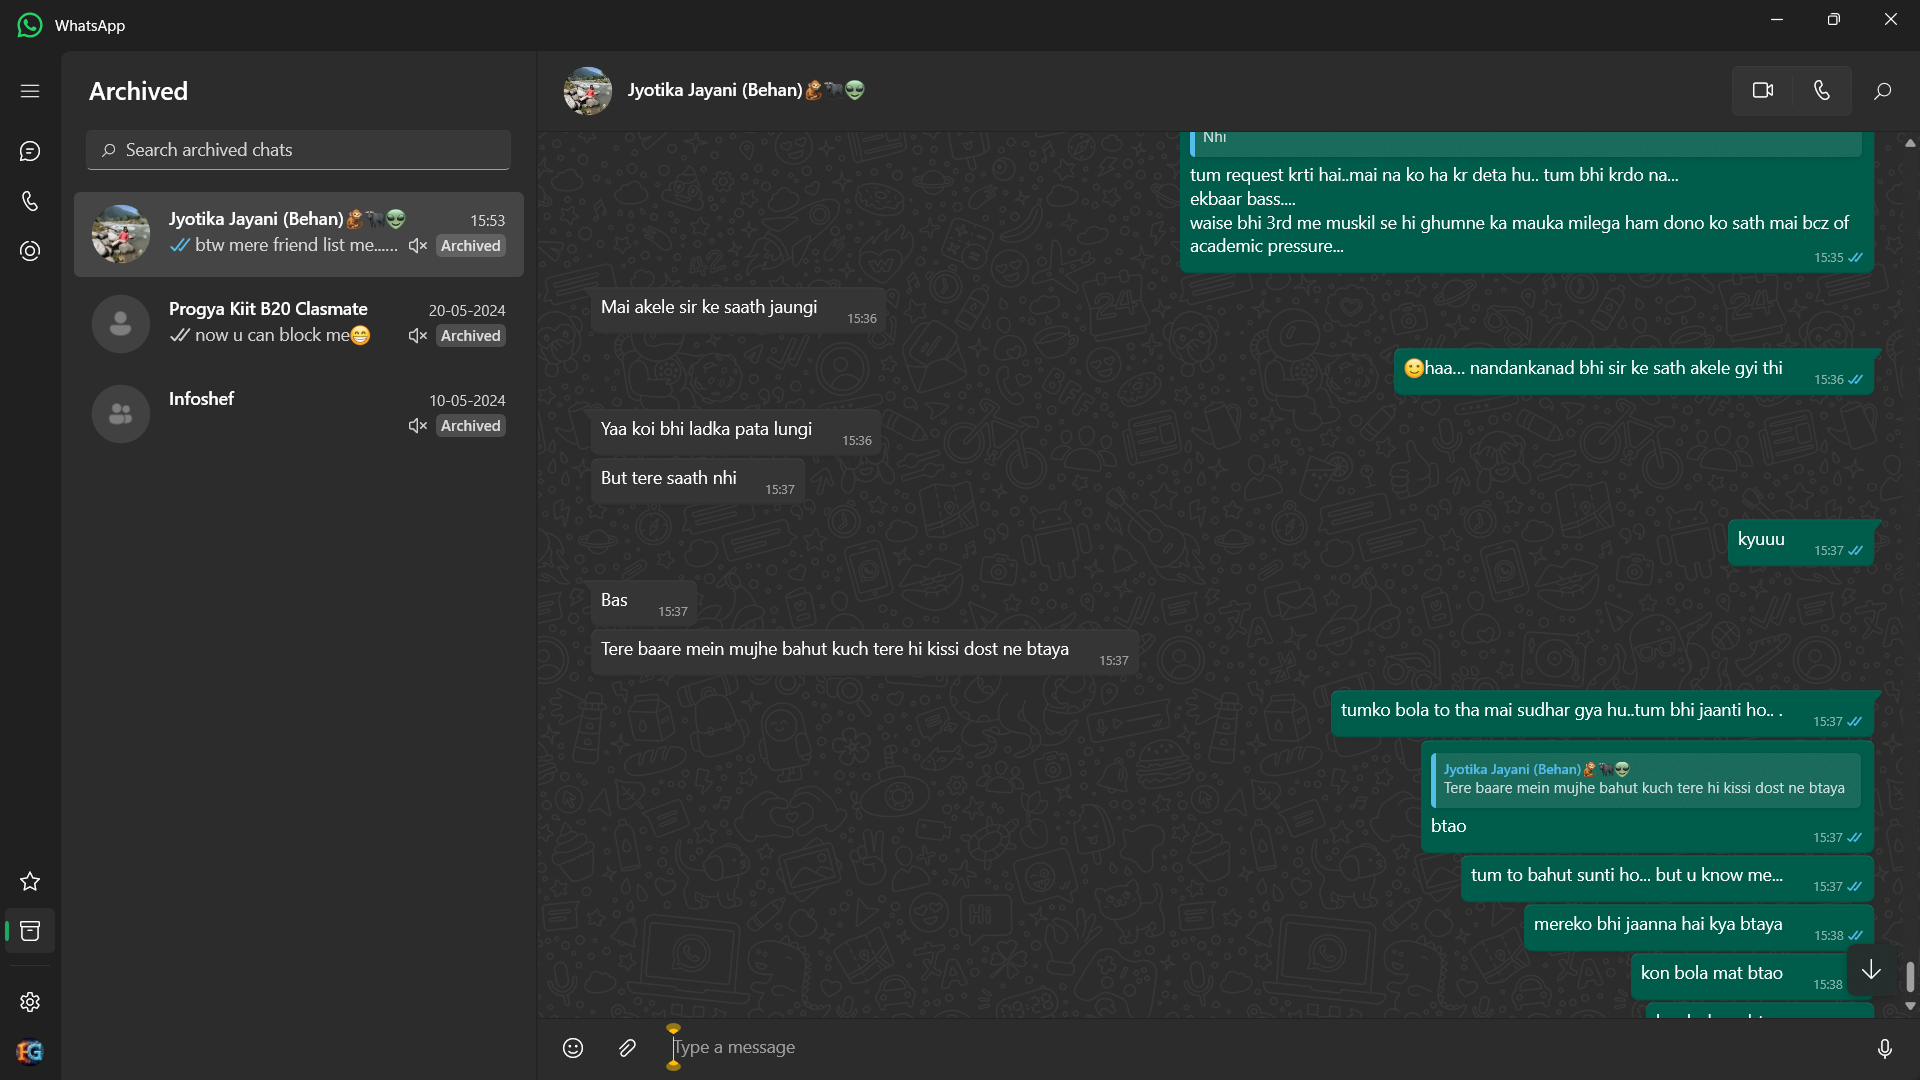 WhatsApp
Archived
Search archived chats
Jyotika Jayani (Behan)🙊🐃👽
15:53
btw mere friend list me......
Archived
Progya Kiit B20 Clasmate
20-05-2024
now u can block me😁
Archived
Infoshef
10-05-2024
Archived
Jyotika Jayani (Behan)🙊🐃👽
Nhi
tum request krti hai..mai na ko ha kr deta hu.. tum bhi krdo na...
ekbaar bass....
waise bhi 3rd me muskil se hi ghumne ka mauka milega ham dono ko sath mai bcz of
academic pressure...
15:35
Mai akele sir ke saath jaungi
15:36
🙂haa... nandankanad bhi sir ke sath akele gyi thi
15:36
Yaa koi bhi ladka pata lungi
15:36
But tere saath nhi
15:37
kyuuu
15:37
Bas
15:37
Tere baare mein mujhe bahut kuch tere hi kissi dost ne btaya
15:37
tumko bola to tha mai sudhar gya hu..tum bhi jaanti ho.. .
15:37
Jyotika Jayani (Behan)🙊🐃👽
Tere baare mein mujhe bahut kuch tere hi kissi dost ne btaya
btao
15:37
tum to bahut sunti ho... but u know me...
15:37
mereko bhi jaanna hai kya btaya
15:38
kon bola mat btao
15:38
Type a message